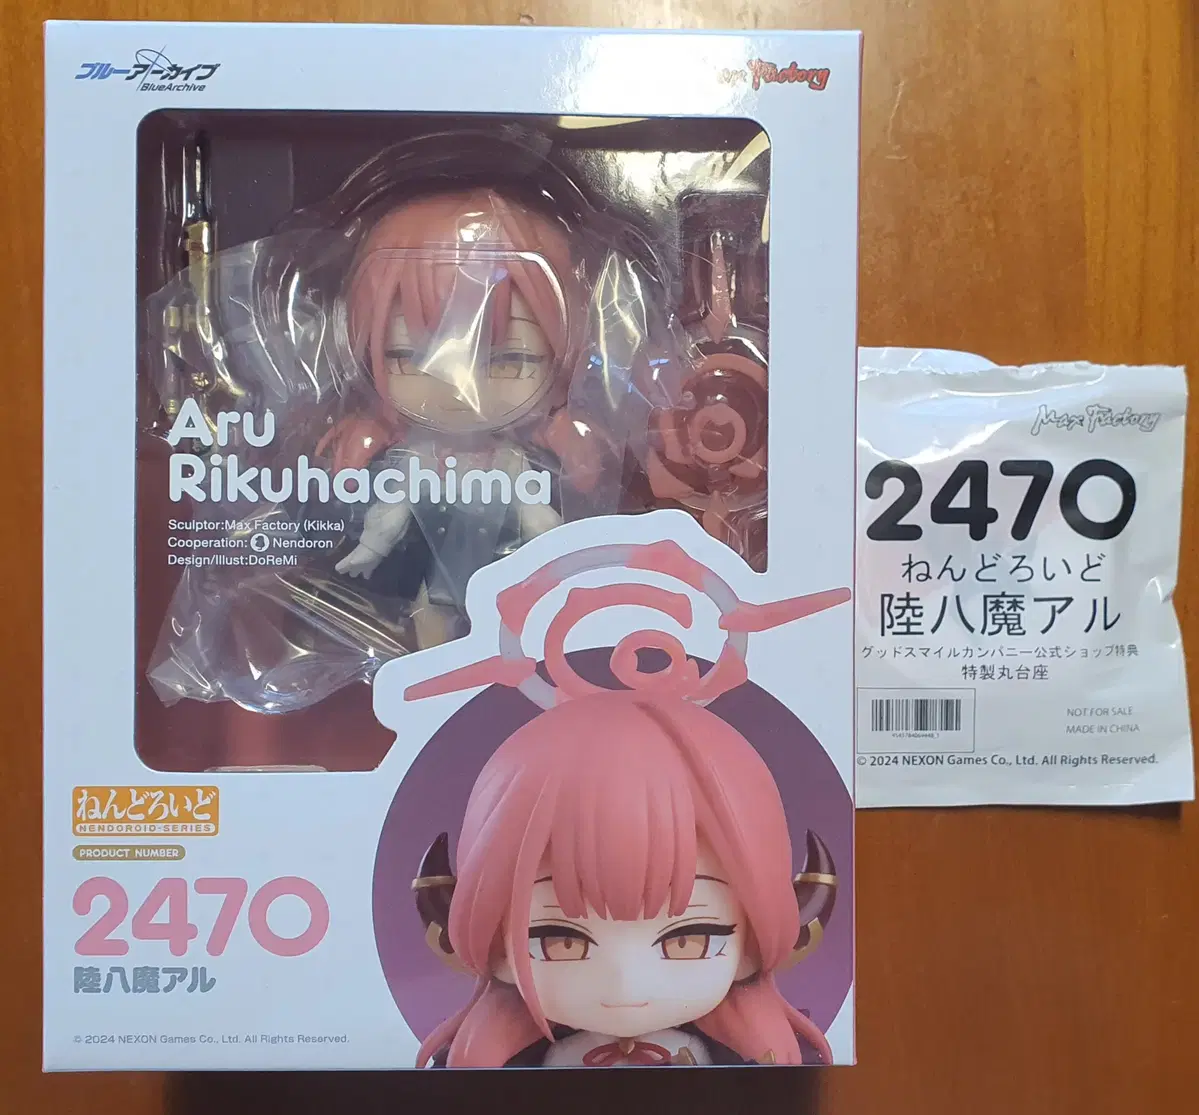 ブルーアーカイブ
BlueArchive
Max Factory
Aru
Rikuhachima
Sculptor:Max Factory (Kikka)
Cooperation: Nendoron
Design/Illust:DoReMi
ねんどろいど
NENDOROID-SERIES
PRODUCT NUMBER
2470
陸八魔アル
© 2024 NEXON Games Co., Ltd. All Rights Reserved.
Max Factory
2470
ねんどろいど
陸八魔アル
グッドスマイルカンパニー公式ショップ特典
特製丸台座
NOT FOR SALE
MADE IN CHINA
© 2024 NEXON Games Co., Ltd. All Rights Reserved.